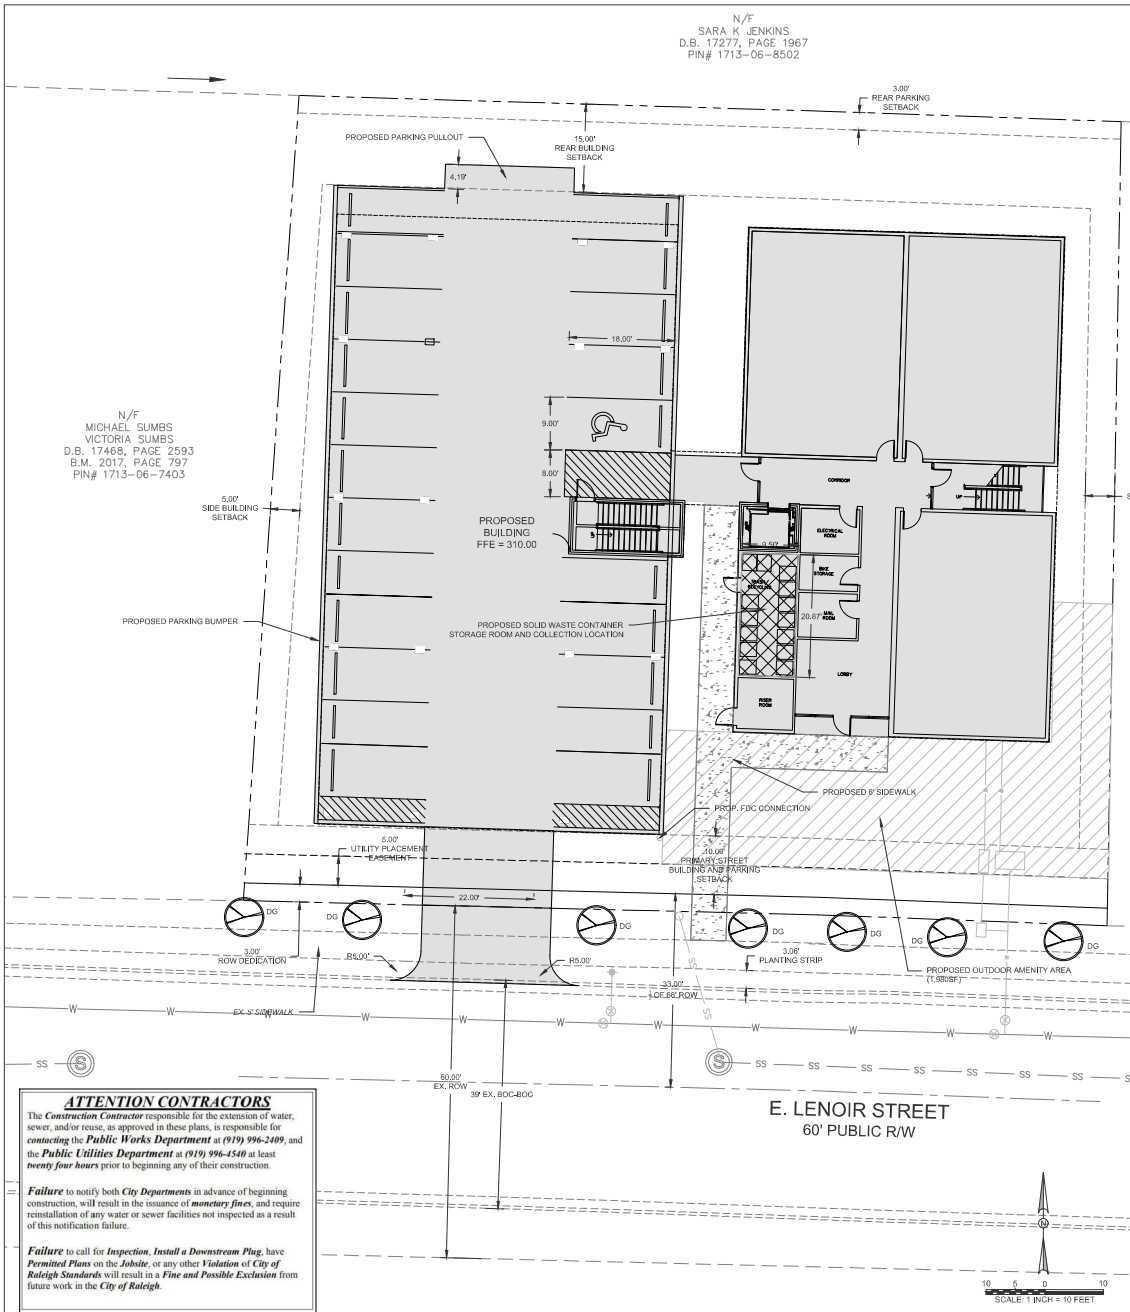 N/F
SARA K JENKINS
D.B. 17277, PAGE 1967
PIN# 1713-06-8502
3.00'
REAR PARKING
SETBACK
PROPOSED PARKING PULLOUT
15.00'
REAR BUILDING
SETBACK
4.19'
18.00'
N/F
MICHAEL SUMBS
VICTORIA SUMBS
D.B. 17468, PAGE 2593
B.M. 2017, PAGE 797
PIN# 1713-06-7403
9.00'
8.00'
CORRIDOR
UP
5.00'
SIDE BUILDING
SETBACK
PROPOSED
BUILDING
FFE = 310.00
ELECTRICAL
ROOM
9.50'
BIKE
STORAGE
TRASH/
RECYCLING
PROPOSED PARKING BUMPER
PROPOSED SOLID WASTE CONTAINER
STORAGE ROOM AND COLLECTION LOCATION
20.87'
MAIL
ROOM
LOBBY
RISER
ROOM
PROPOSED 6' SIDEWALK
PROP. FDC CONNECTION
5.00'
UTILITY PLACEMENT
EASEMENT
10.00'
PRIMARY STREET
BUILDING AND PARKING
SETBACK
22.00'
DG
DG
DG
DG
DG
DG
DG
3.00'
ROW DEDICATION
R5.00'
R5.00'
3.06'
PLANTING STRIP
PROPOSED OUTDOOR AMENITY AREA
(1,980SF)
33.00'
OF 66' ROW
EX. 5' SIDEWALK
SS
SS
W W W W W W W W W
SS S S SS SS SS SS SS SS S
60.00'
EX. ROW
39' EX. BOC-BOC
E. LENOIR STREET
60' PUBLIC R/W
ATTENTION CONTRACTORS
The Construction Contractor responsible for the extension of water,
sewer, and/or reuse, as approved in these plans, is responsible for
contacting the Public Works Department at (919) 996-2409, and
the Public Utilities Department at (919) 996-4540 at least
twenty four hours prior to beginning any of their construction.
Failure to notify both City Departments in advance of beginning
construction, will result in the issuance of monetary fines, and require
reinstallation of any water or sewer facilities not inspected as a result
of this notification failure.
Failure to call for Inspection, Install a Downstream Plug, have
Permitted Plans on the Jobsite, or any other Violation of City of
Raleigh Standards will result in a Fine and Possible Exclusion from
future work in the City of Raleigh.
N
10 5 0 10
SCALE: 1 INCH = 10 FEET